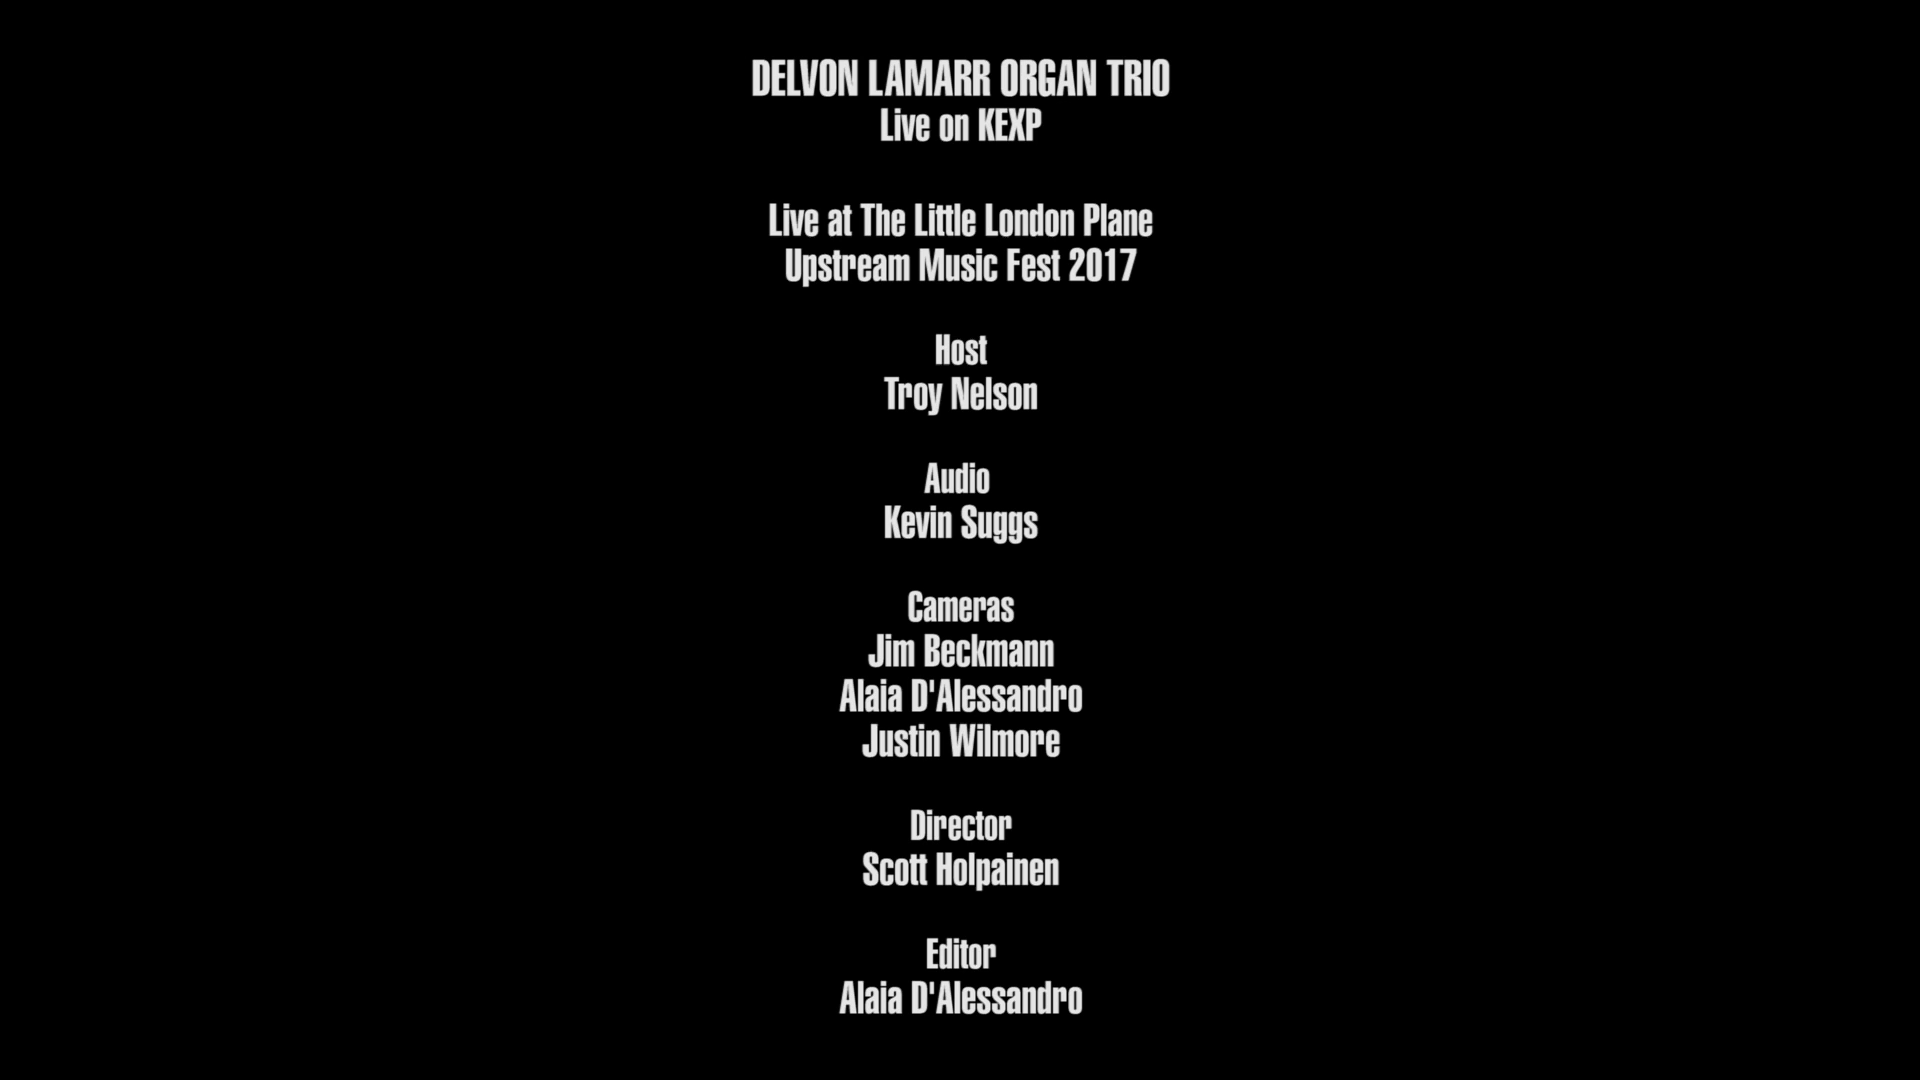 DELVON LAMARR ORGAN TRIO
Live on KEXP
Live at The Little London Plane
Upstream Music Fest 2017
Host
Troy Nelson
Audio
Kevin Suggs
Cameras
Jim Beckmann
Alaia D'Alessandro
Justin Wilmore
Director
Scott Holpainen
Editor
Alaia D'Alessandro